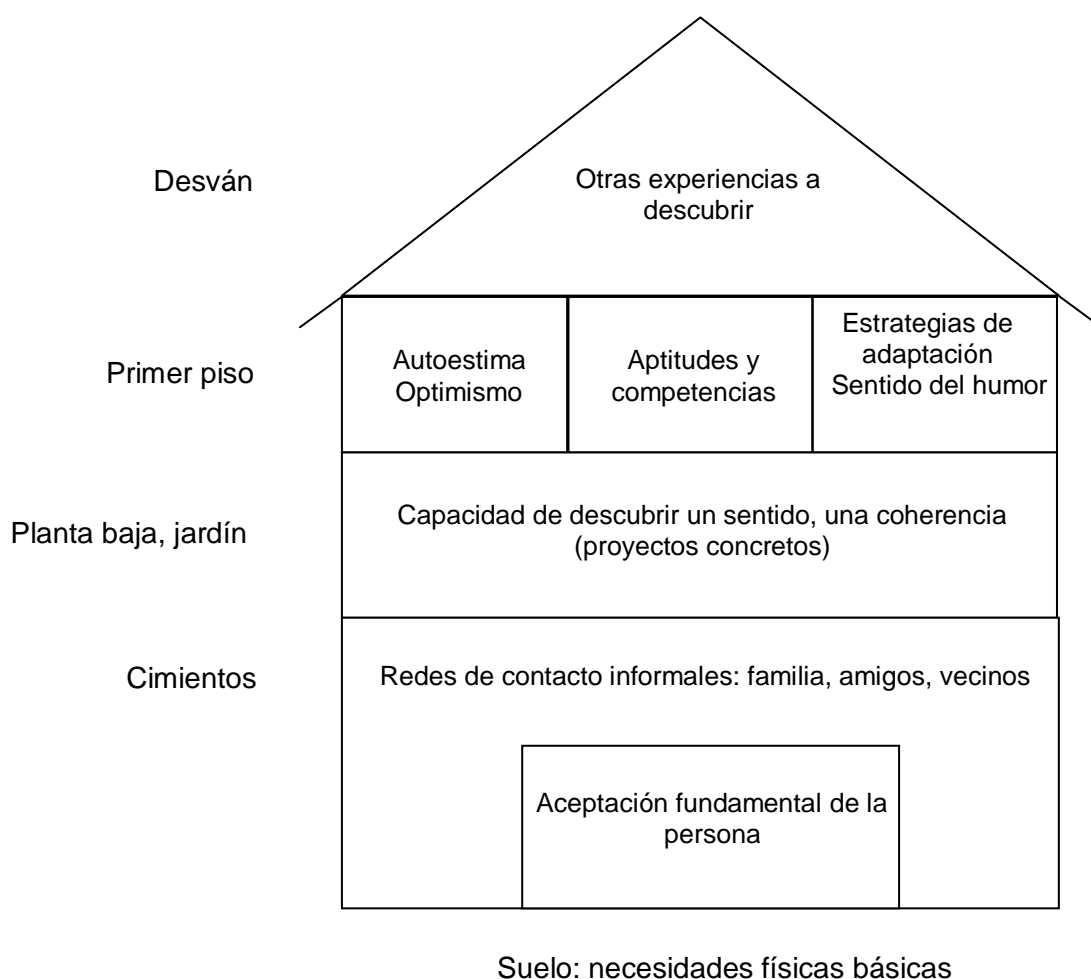 Desván
Otras experiencias a
descubrir
Primer piso
Autoestima
Optimismo
Aptitudes y
competencias
Estrategias de
adaptación
Sentido del humor
Planta baja, jardín
Capacidad de descubrir un sentido, una coherencia
(proyectos concretos)
Cimientos
Redes de contacto informales: familia, amigos, vecinos
Aceptación fundamental de la
persona
Suelo: necesidades físicas básicas